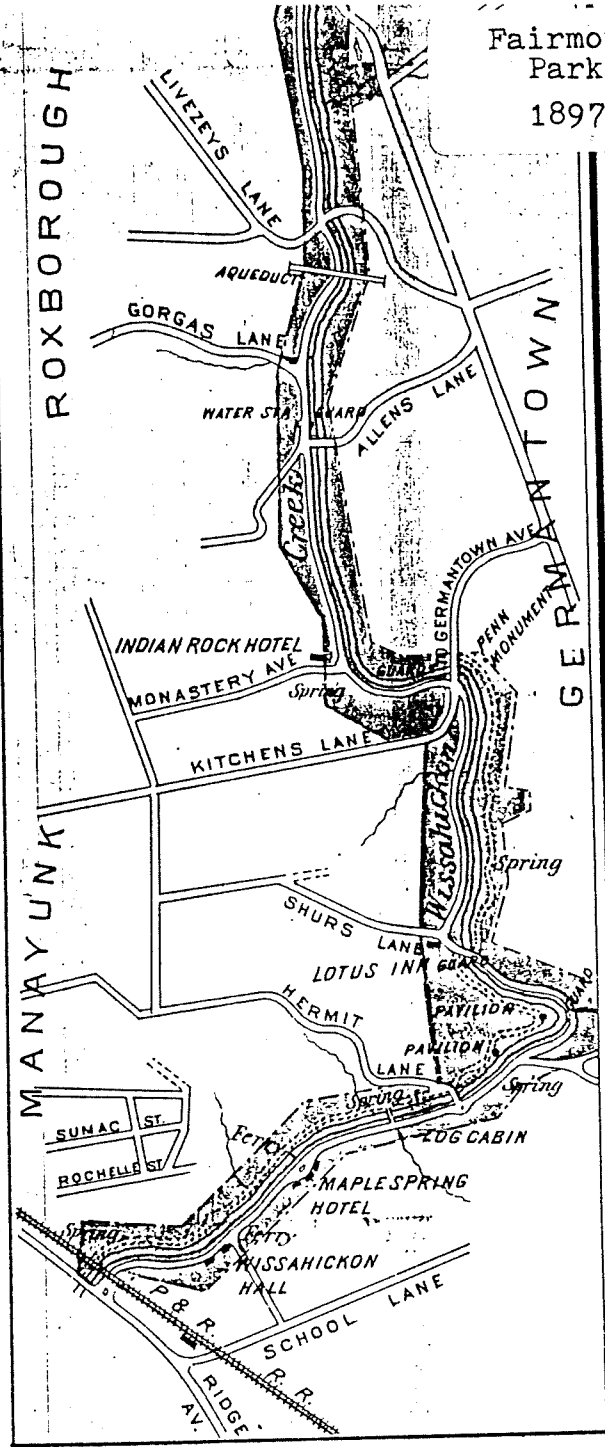 Fairmo
Park
1897
ROXBOROUGH
LIVEZEYS LANE
AQUEDUCT
GORGAS LANE
WATER STA GUARD
ALLENS LANE
GERMANTOWN
Creek
TO GERMANTOWN AVE
PENN
MONUMENT
INDIAN ROCK HOTEL
GUARD
MONASTERY AVE
Spring
KITCHENS LANE
Wissahickon
MANAYUNK
Spring
SHURS LANE
LOTUS INN
GUARD
GUARD
HERMIT LANE
PAVILION
PAVILION
Spring
Spring
SUMAC ST.
Ferry
LOG CABIN
ROCHELLE ST
MAPLE SPRING
HOTEL
Spring
Ferry
WISSAHICKON
HALL
P. & R. R. R.
SCHOOL LANE
RIDGE AV.